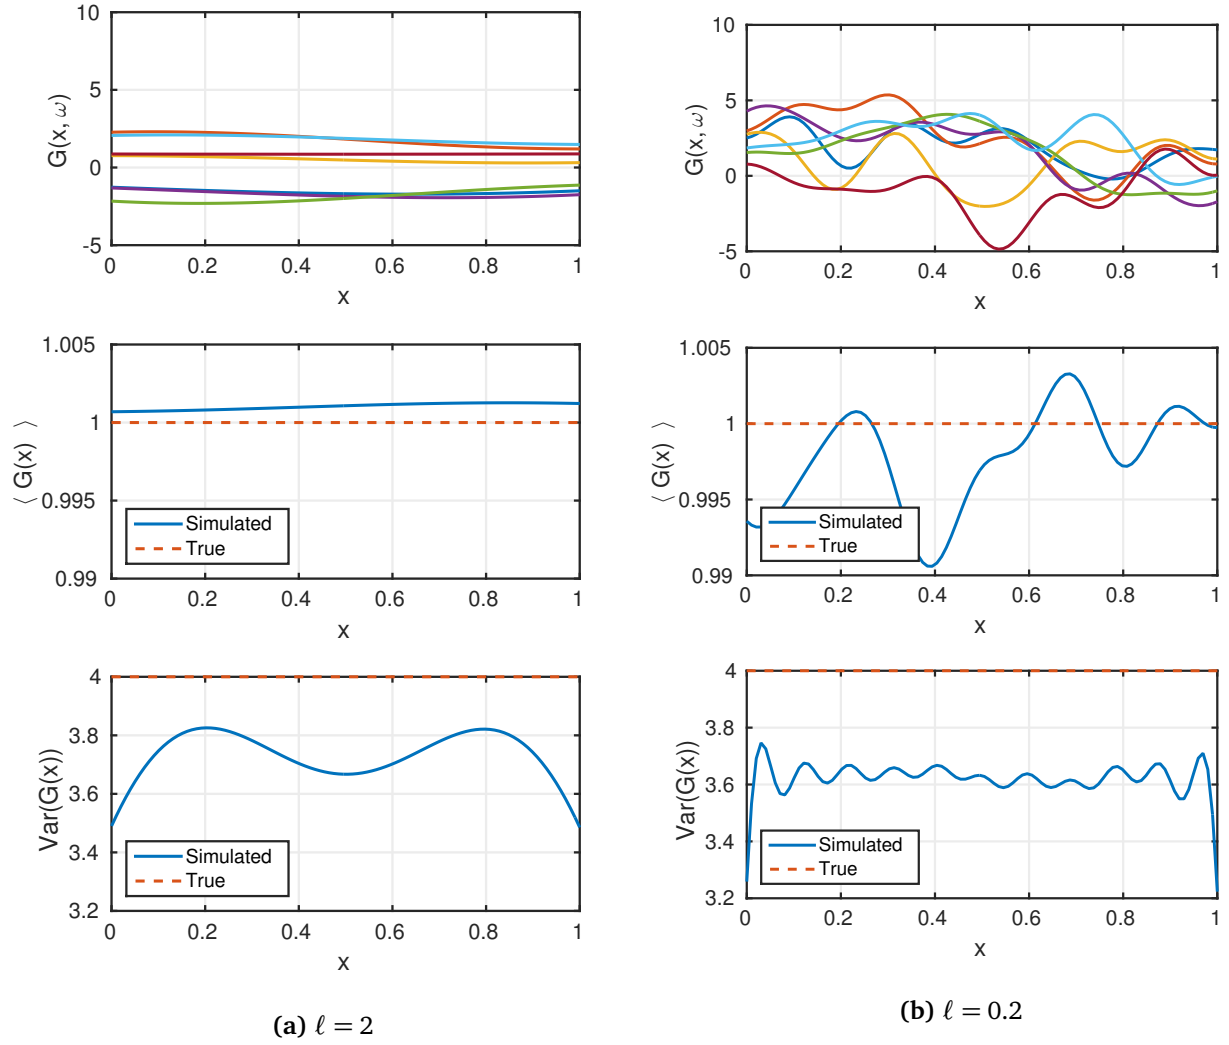 10
5
0
-5
G(x, ω)
0
0.2
0.4
0.6
0.8
1
x
1.005
1
0.995
0.99
⟨ G(x) ⟩
Simulated
True
0
0.2
0.4
0.6
0.8
1
x
4
3.8
3.6
3.4
3.2
Var(G(x))
Simulated
True
0
0.2
0.4
0.6
0.8
1
x
(a) ℓ = 2
10
5
0
-5
G(x, ω)
0
0.2
0.4
0.6
0.8
1
x
1.005
1
0.995
0.99
⟨ G(x) ⟩
Simulated
True
0
0.2
0.4
0.6
0.8
1
x
4
3.8
3.6
3.4
3.2
Var(G(x))
Simulated
True
0
0.2
0.4
0.6
0.8
1
x
(b) ℓ = 0.2